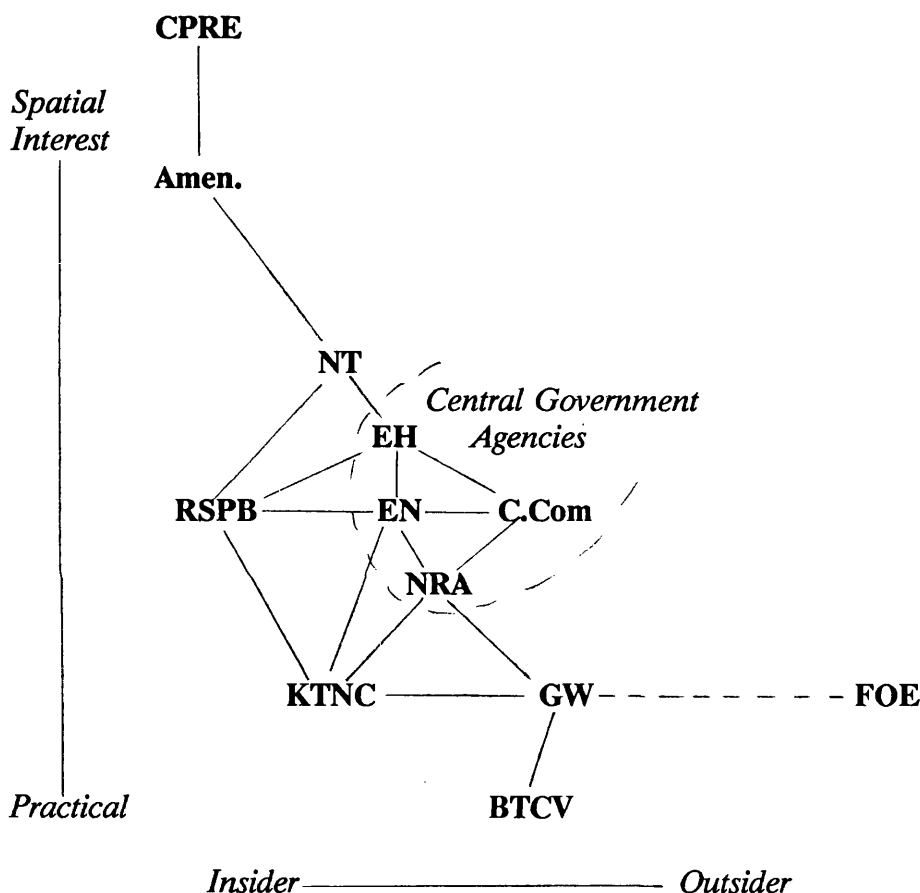 CPRE
Spatial
Interest
Amen.
NT
Central Government
Agencies
EH
RSPB
EN
C.Com
NRA
KTNC
GW
FOE
Practical
BTCV
Insider
Outsider